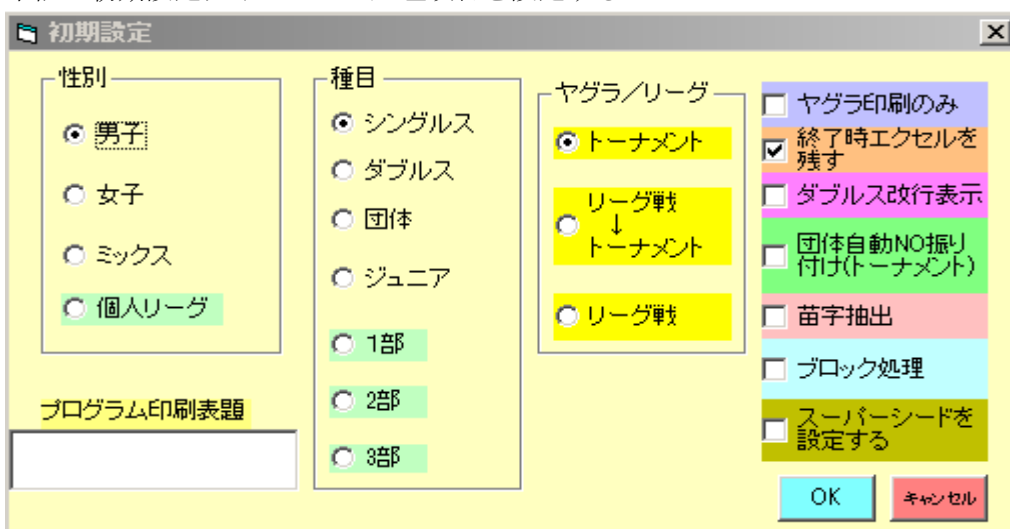 初期設定
性別
男子
女子
ミックス
個人リーグ
プログラム印刷表題
種目
シングルス
ダブルス
団体
ジュニア
1部
2部
3部
ヤグラ/リーグ
トーナメント
リーグ戦
↓
トーナメント
リーグ戦
ヤグラ印刷のみ
終了時エクセルを
残す
ダブルス改行表示
団体自動NO振り
付け(トーナメント)
苗字抽出
ブロック処理
スーパーシードを
設定する
OK
キャンセル